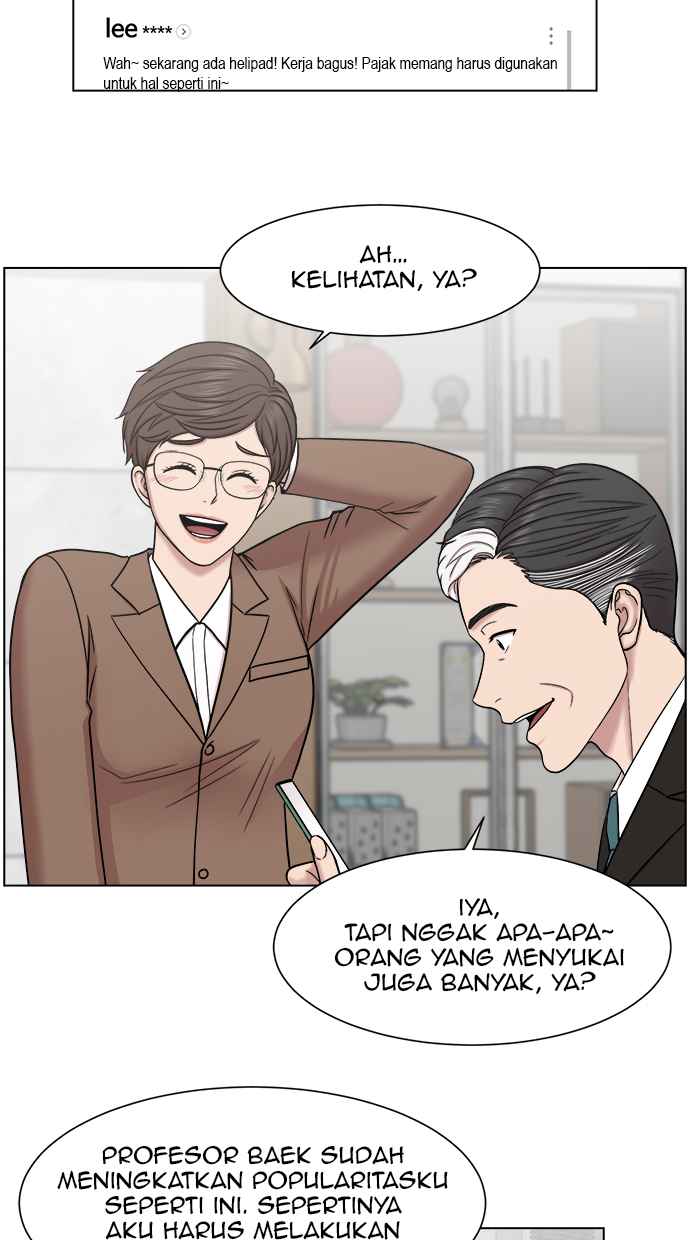 lee ****
Wah~ sekarang ada helipad! Kerja bagus! Pajak memang harus digunakan
untuk hal seperti ini~
AH...
KELIHATAN, YA?
IYA,
TAPI NGGAK APA-APA~
ORANG YANG MENYUKAI
JUGA BANYAK, YA?
PROFESOR BAEK SUDAH
MENINGKATKAN POPULARITASKU
SEPERTI INI. SEPERTINYA
AKU HARUS MELAKUKAN